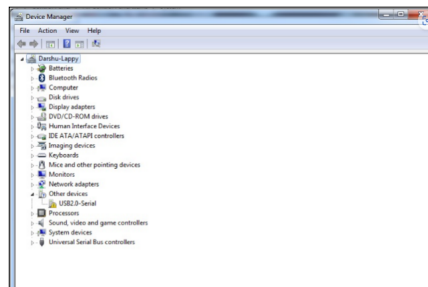 Device Manager
File Action View Help
Darshu-Lappy
Batteries
Bluetooth Radios
Computer
Disk drives
Display adapters
DVD/CD-ROM drives
Human Interface Devices
IDE ATA/ATAPI controllers
Imaging devices
Keyboards
Mice and other pointing devices
Monitors
Network adapters
Other devices
USB2.0-Serial
Processors
Sound, video and game controllers
System devices
Universal Serial Bus controllers